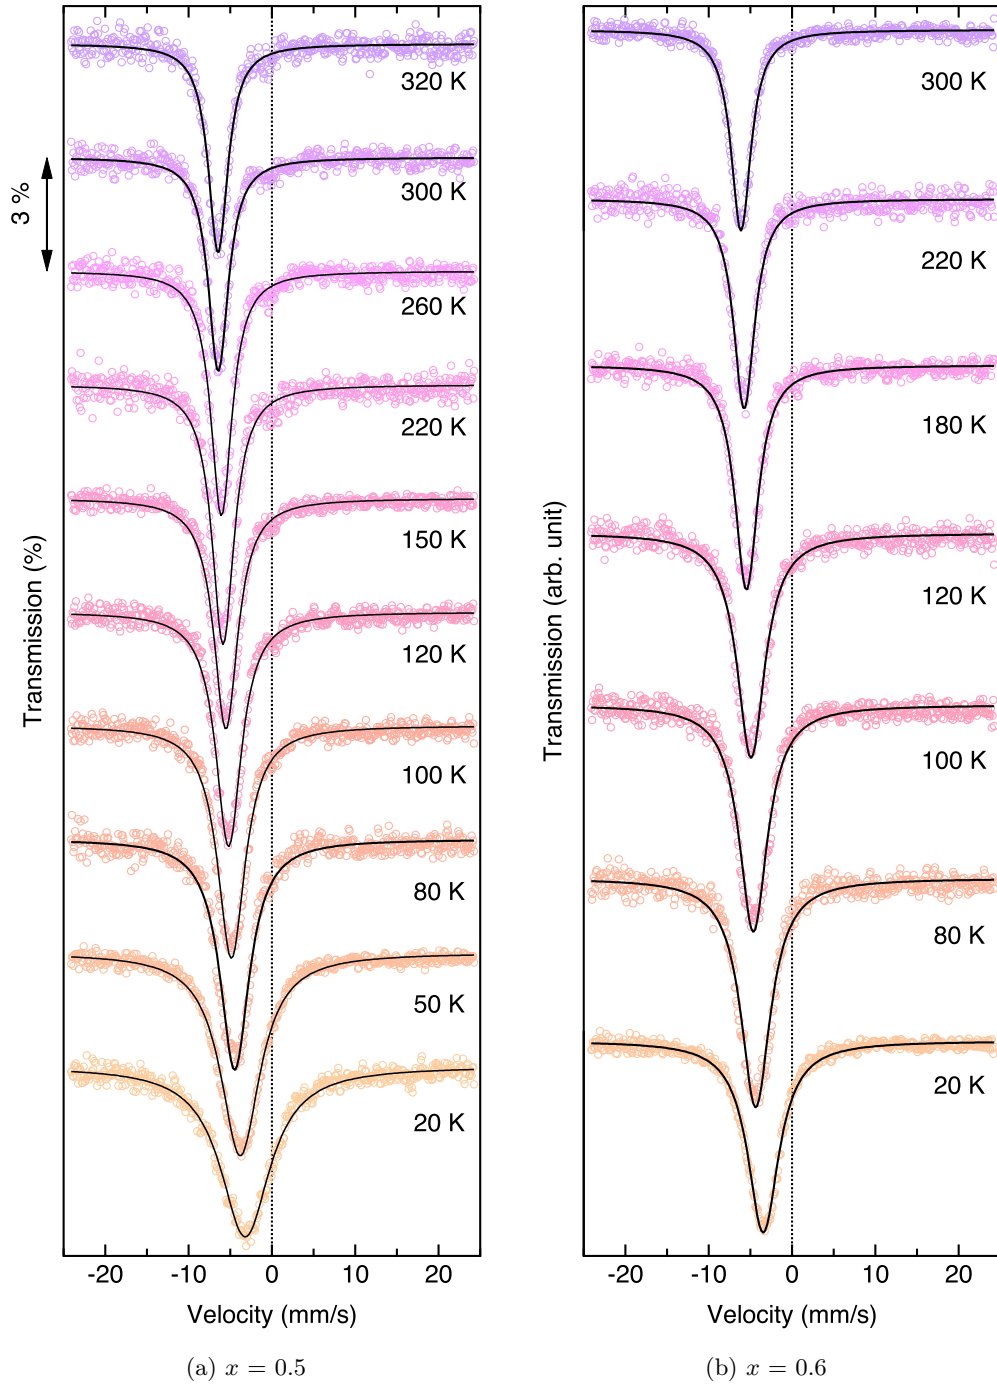 320 K
300 K
3 %
260 K
220 K
150 K
120 K
100 K
80 K
50 K
20 K
Transmission (%)
-20 -10 0 10 20
Velocity (mm/s)
(a) x = 0.5
300 K
220 K
180 K
120 K
100 K
80 K
20 K
Transmission (arb. unit)
-20 -10 0 10 20
Velocity (mm/s)
(b) x = 0.6